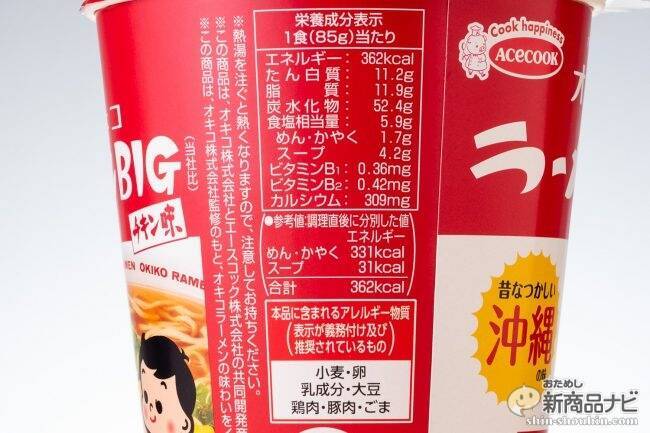 栄養成分表示
1食(85g)当たり
エネルギー: 362kcal
たん白質: 11.2g
脂質: 11.9g
炭水化物: 52.4g
食塩相当量: 5.9g
めん・かやく 1.7g
スープ 4.2g
ビタミンB1: 0.36mg
ビタミンB2: 0.42mg
カルシウム: 309mg
●参考値:調理直後に分別した値
エネルギー
めん・かやく 331kcal
スープ 31kcal
合計 362kcal
本品に含まれるアレルギー物質
(表示が義務付け及び
推奨されているもの)
小麦・卵
乳成分・大豆
鶏肉・豚肉・ごま
※熱湯を注ぐと熱くなりますので、注意してお持ちください。
※この商品は、オキコ株式会社とエースコック株式会社の共同開発商
※この商品は、オキコ株式会社監修のもと、オキコラーメンの味わいを
コ
BIG
(当社比)
チキン味
MEN OKIKO RAME
Cook happiness
ACECOOK
オ
ラー
昔なつかしい
沖縄
の味
おためし
新商品ナビ
shin-shouhin.com